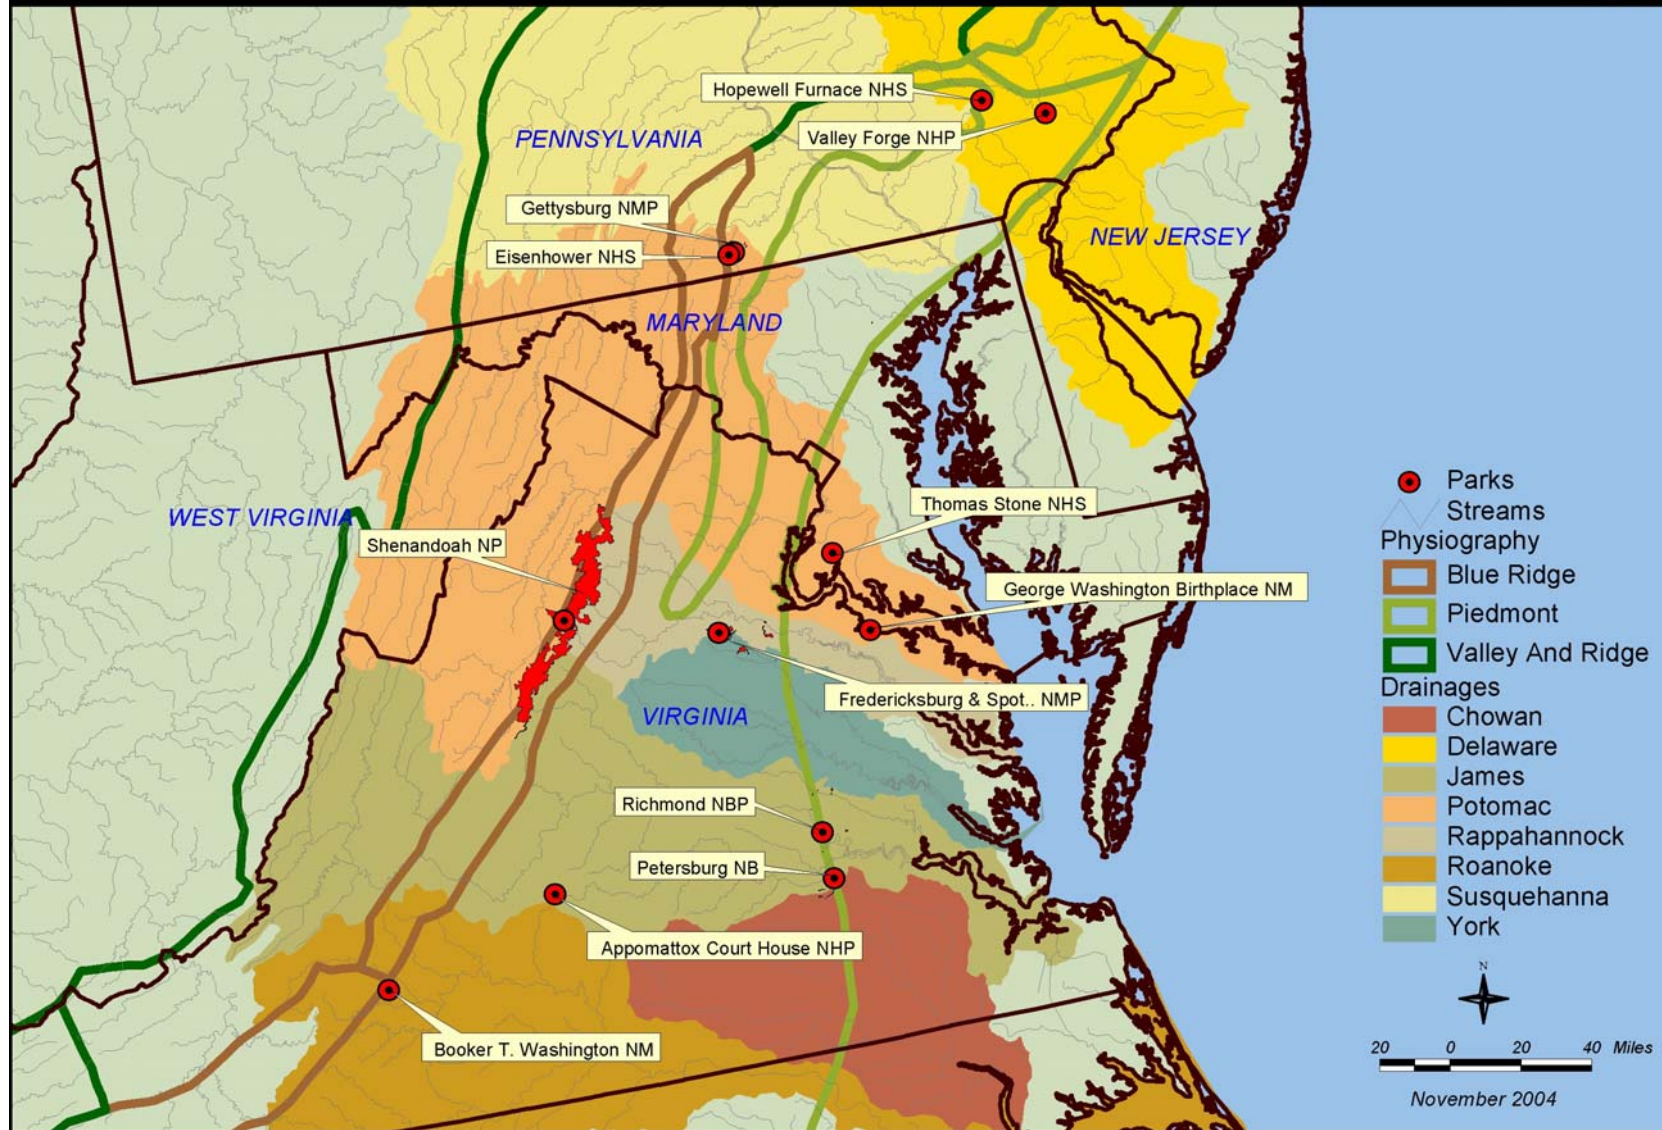 Hopewell Furnace NHS
Valley Forge NHP
PENNSYLVANIA
Gettysburg NMP
Eisenhower NHS
NEW JERSEY
MARYLAND
WEST VIRGINIA
Shenandoah NP
Thomas Stone NHS
George Washington Birthplace NM
Fredericksburg & Spot.. NMP
VIRGINIA
Richmond NBP
Petersburg NB
Appomattox Court House NHP
Booker T. Washington NM
Parks
Streams
Physiography
Blue Ridge
Piedmont
Valley And Ridge
Drainages
Chowan
Delaware
James
Potomac
Rappahannock
Roanoke
Susquehanna
York
N
20 0 20 40 Miles
November 2004